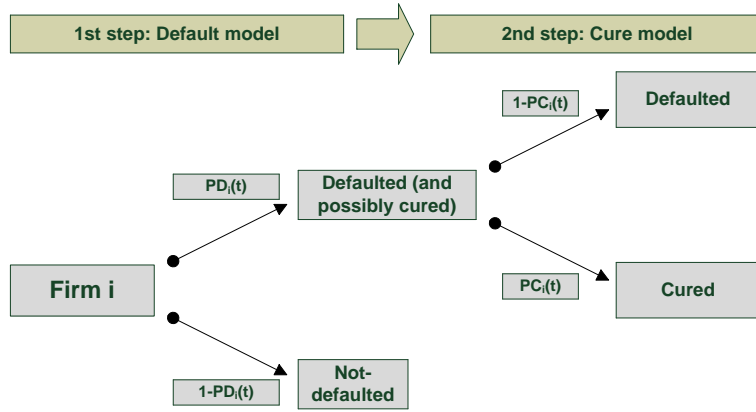 1st step: Default model
2nd step: Cure model
1-PCᵢ(t)
Defaulted
PDᵢ(t)
Defaulted (and
possibly cured)
Firm i
PCᵢ(t)
Cured
1-PDᵢ(t)
Not-
defaulted